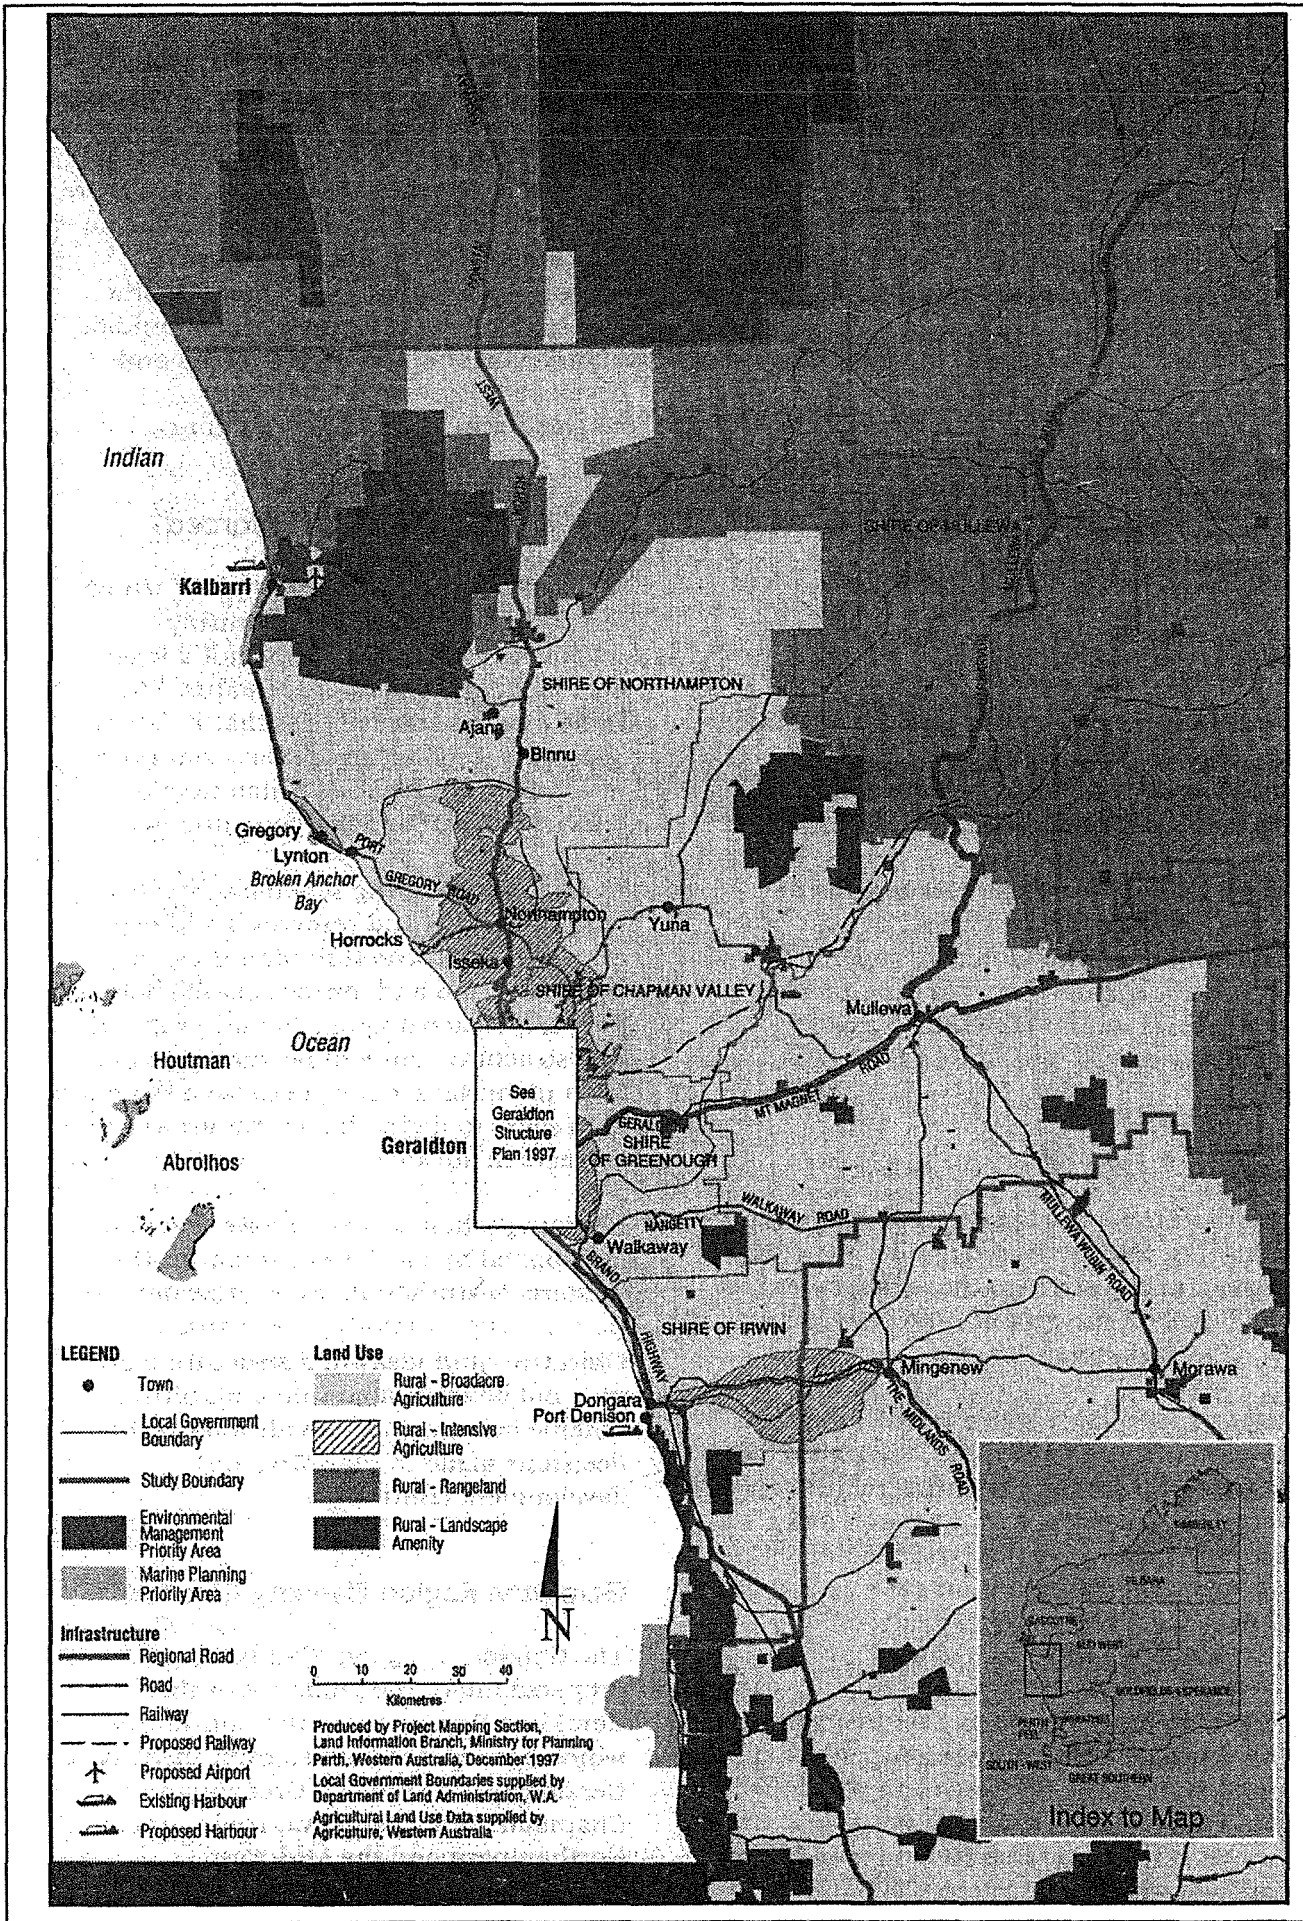 WEST
Indian
Kalbarri
SHIRE OF MULLEWA
SHIRE OF NORTHAMPTON
Ajana
Binnu
Gregory
Lynton
PORT
GREGORY ROAD
Broken Anchor
Bay
Northampton
Yuna
Horrocks
Isseka
SHIRE OF CHAPMAN VALLEY
Mullewa
Ocean
Houtman
Abrolhos
See
Geraldton
Structure
Plan 1997
Geraldton
GERALDTON
MT MAGNET
ROAD
SHIRE
OF GREENOUGH
NANGETTY
WALKAWAY ROAD
Walkaway
BRAND
HIGHWAY
MULLEWA WUBIN ROAD
SHIRE OF IRWIN
Mingenew
Morawa
Dongara
Port Denison
THE MIDLANDS ROAD
LEGEND
Town
Local Government
Boundary
Study Boundary
Environmental
Management
Priority Area
Marine Planning
Priority Area
Land Use
Rural - Broadacre
Agriculture
Rural - Intensive
Agriculture
Rural - Rangeland
Rural - Landscape
Amenity
Infrastructure
Regional Road
Road
Railway
Proposed Railway
Proposed Airport
Existing Harbour
Proposed Harbour
N
0 10 20 30 40
Kilometres
Produced by Project Mapping Section,
Land Information Branch, Ministry for Planning
Perth, Western Australia, December 1997
Local Government Boundaries supplied by
Department of Land Administration, W.A.
Agricultural Land Use Data supplied by
Agriculture, Western Australia
KIMBERLEY
PILBARA
GASCOYNE
MID WEST
GOLDFIELDS-ESPERANCE
PERTH
SOUTH - WEST
GREAT SOUTHERN
Index to Map